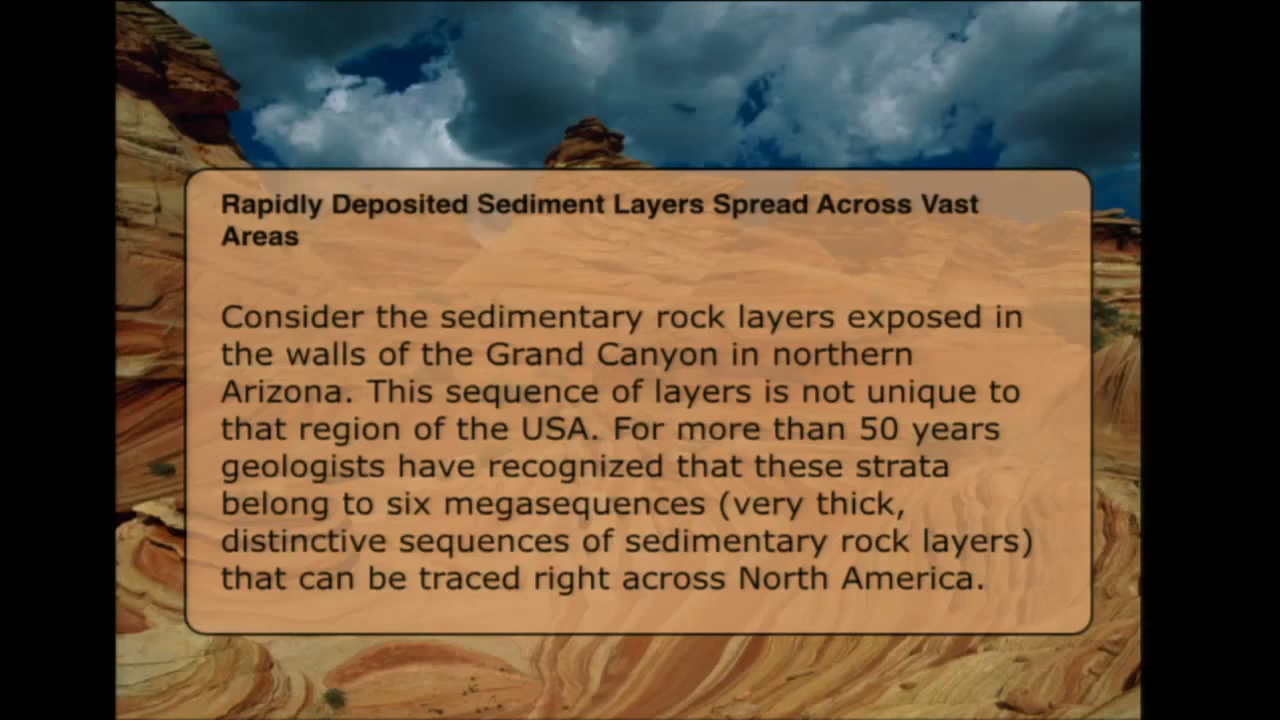 Rapidly Deposited Sediment Layers Spread Across Vast
Areas
Consider the sedimentary rock layers exposed in
the walls of the Grand Canyon in northern
Arizona. This sequence of layers is not unique to
that region of the USA. For more than 50 years
geologists have recognized that these strata
belong to six megasequences (very thick,
distinctive sequences of sedimentary rock layers)
that can be traced right across North America.